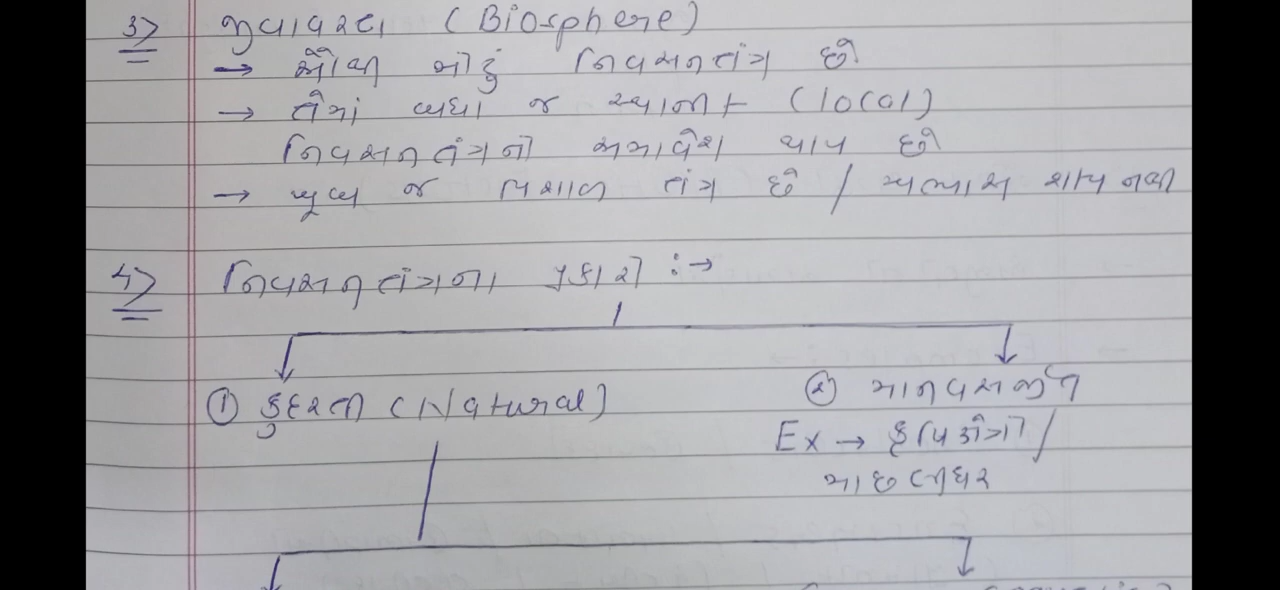 3> જીવાવરણ (Biosphere)
→ સૌથી મોટું નિવસનતંત્ર છે
→ તેમાં બધા જ સ્થાનિક (local)
નિવસનતંત્રનો સમાવેશ થાય છે
→ ખૂબ જ વિશાળ તંત્ર છે / અભ્યાસ શક્ય નથી
4> નિવસનતંત્રના પ્રકારો :→
① કુદરતી (Natural)
② માનવસર્જીત
Ex → કૃષિક્ષેત્રો /
માછલીઘર